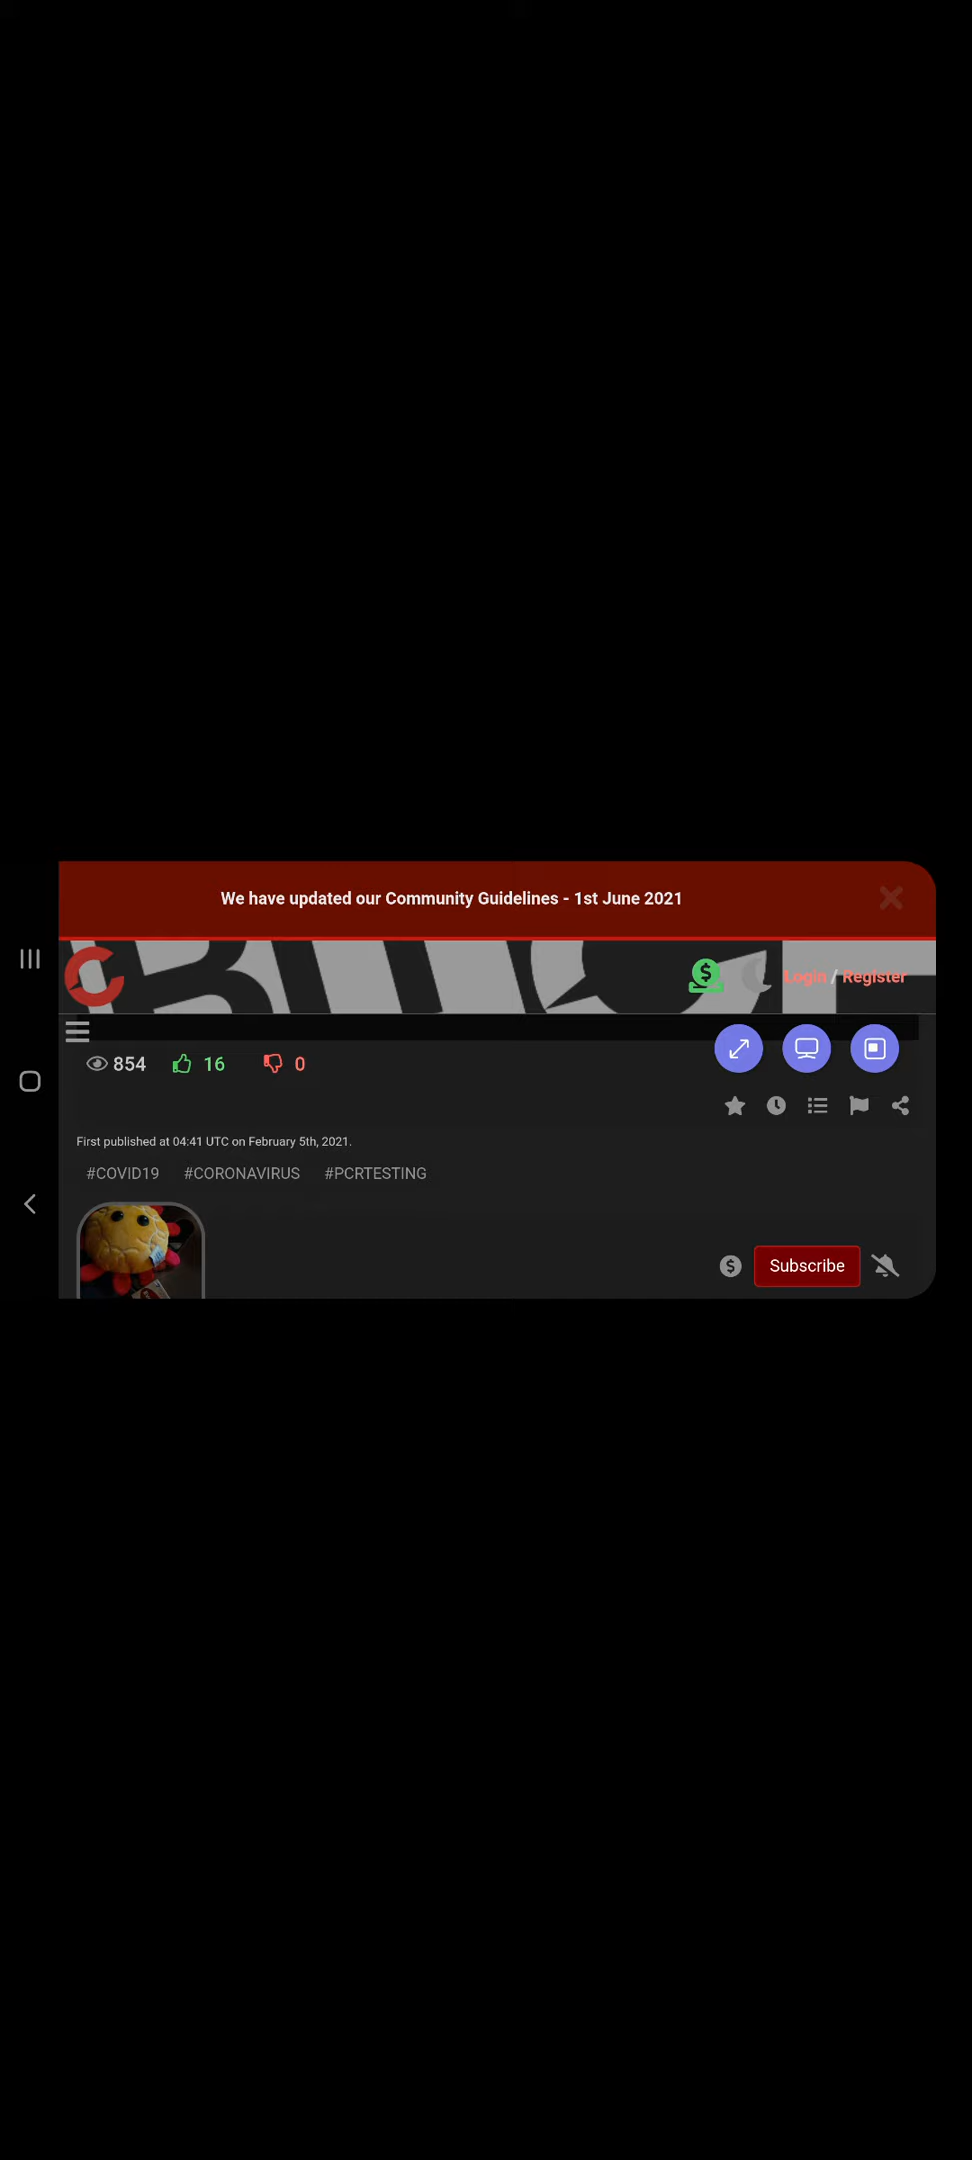 We have updated our Community Guidelines - 1st June 2021
Login / Register
854 16 0
First published at 04:41 UTC on February 5th, 2021.
#COVID19 #CORONAVIRUS #PCRTESTING
Subscribe